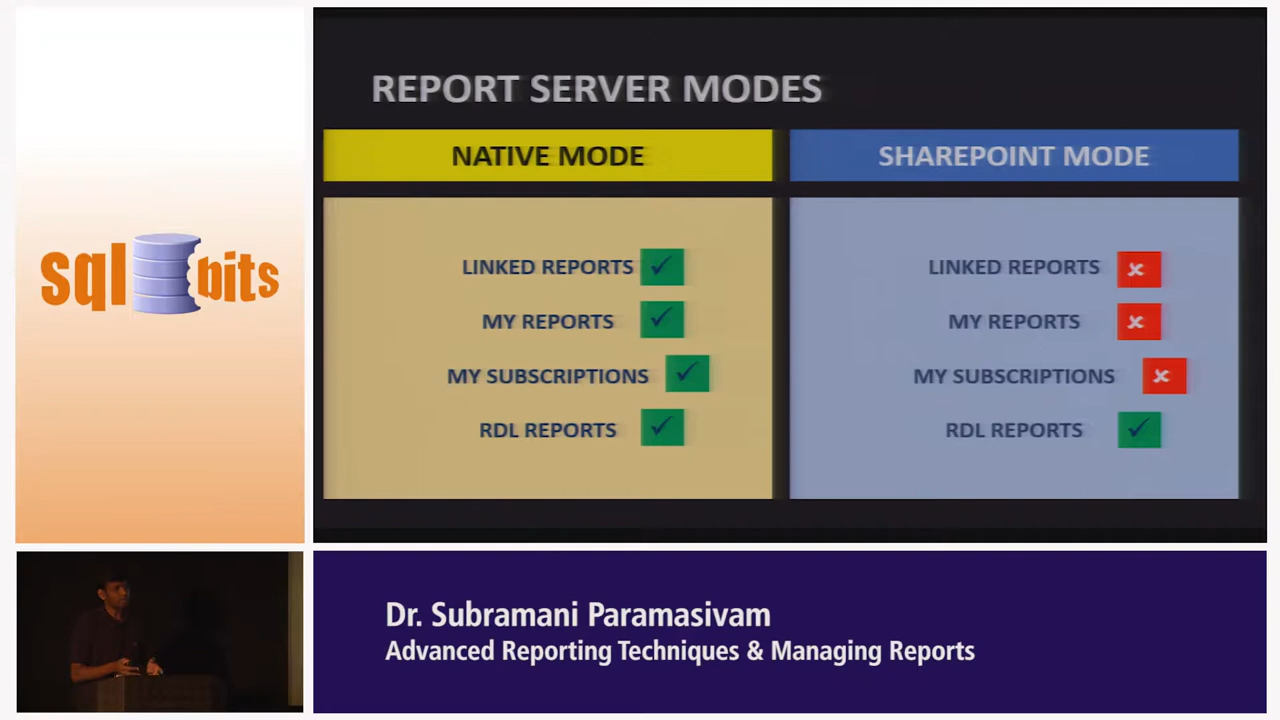 sql bits
REPORT SERVER MODES
NATIVE MODE
LINKED REPORTS
MY REPORTS
MY SUBSCRIPTIONS
RDL REPORTS
SHAREPOINT MODE
LINKED REPORTS
MY REPORTS
MY SUBSCRIPTIONS
RDL REPORTS
Dr. Subramani Paramasivam
Advanced Reporting Techniques & Managing Reports